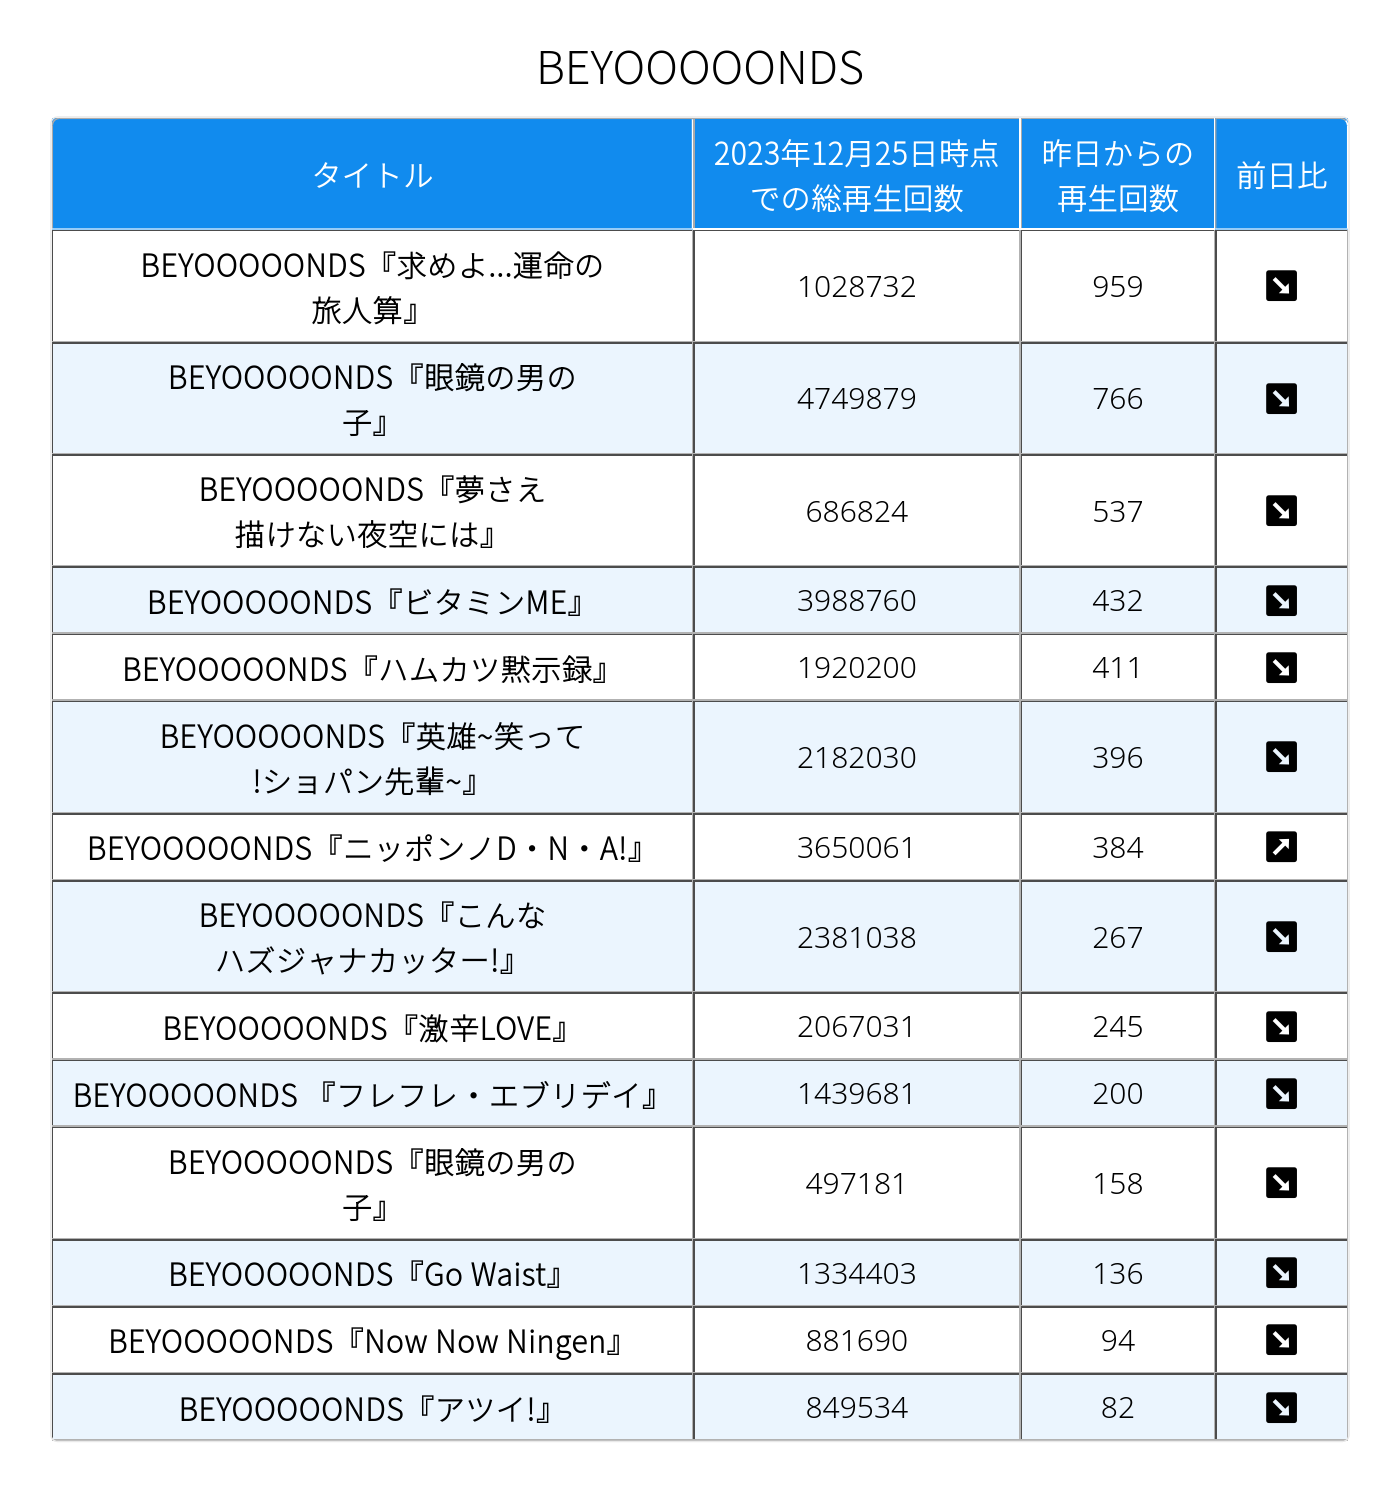 BEYOOOOONDS
タイトル
2023年12月25日時点
での総再生回数
昨日からの
再生回数
前日比
BEYOOOOONDS『求めよ...運命の
旅人算』
1028732
959
BEYOOOOONDS『眼鏡の男の
子』
4749879
766
BEYOOOOONDS『夢さえ
描けない夜空には』
686824
537
BEYOOOOONDS『ビタミンME』
3988760
432
BEYOOOOONDS『ハムカツ黙示録』
1920200
411
BEYOOOOONDS『英雄~笑って
!ショパン先輩~』
2182030
396
BEYOOOOONDS『ニッポンノD・N・A!』
3650061
384
BEYOOOOONDS『こんな
ハズジャナカッター!』
2381038
267
BEYOOOOONDS『激辛LOVE』
2067031
245
BEYOOOOONDS 『フレフレ・エブリデイ』
1439681
200
BEYOOOOONDS『眼鏡の男の
子』
497181
158
BEYOOOOONDS『Go Waist』
1334403
136
BEYOOOOONDS『Now Now Ningen』
881690
94
BEYOOOOONDS『アツイ!』
849534
82